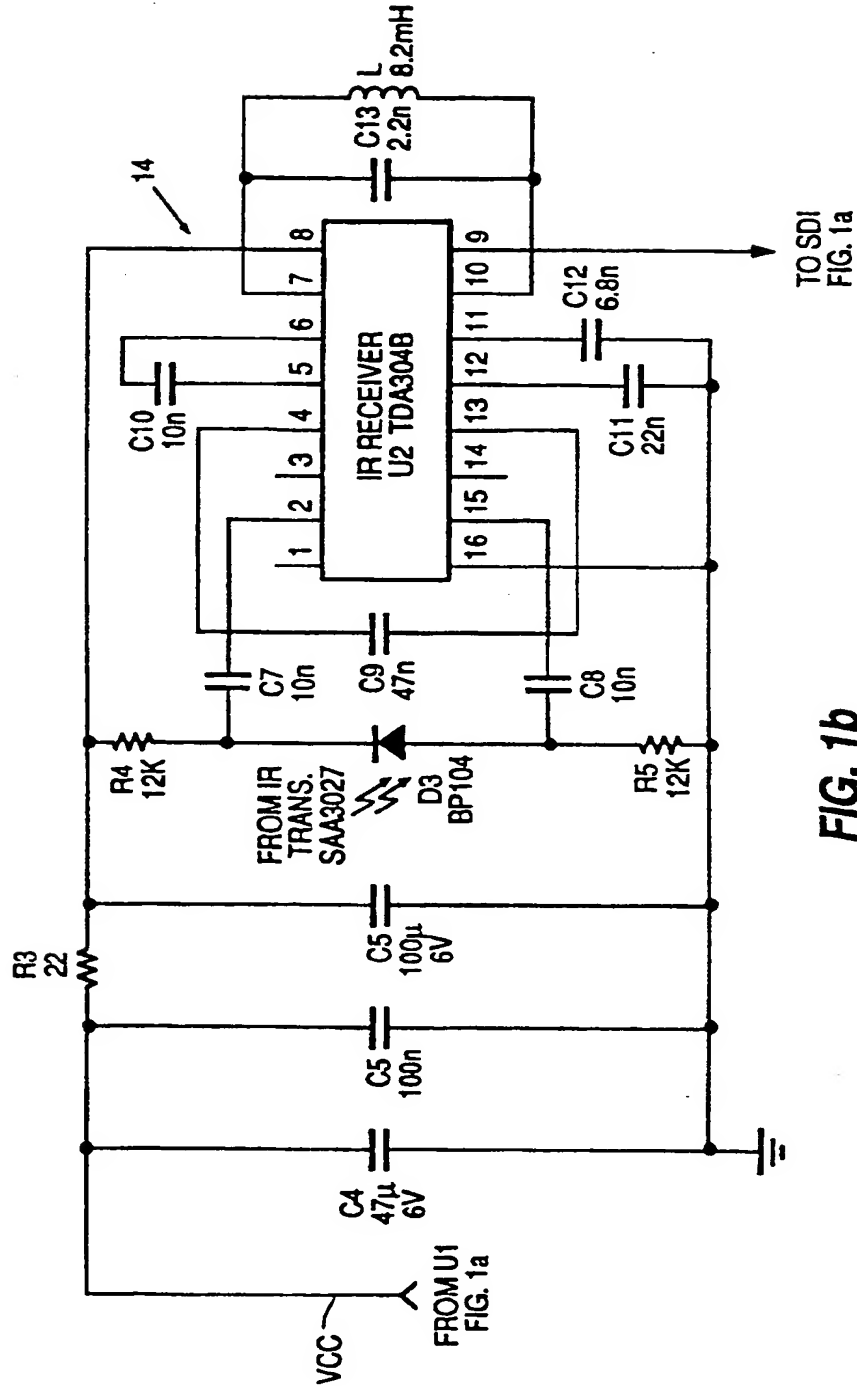 VCC
FROM U1
FIG. 1a
C4
47µ
6V
C5
100n
R3
22
C5
100µ
6V
R4
12K
FROM IR
TRANS.
SAA3027
D3
BP104
R5
12K
C7
10n
C9
47n
C8
10n
C10
10n
14
1
2
3
4
5
6
7
8
IR RECEIVER
U2 TDA304B
16
15
14
13
12
11
10
9
C11
22n
C12
6.8n
C13
2.2n
L
8.2mH
TO SDI
FIG. 1a
FIG. 1b